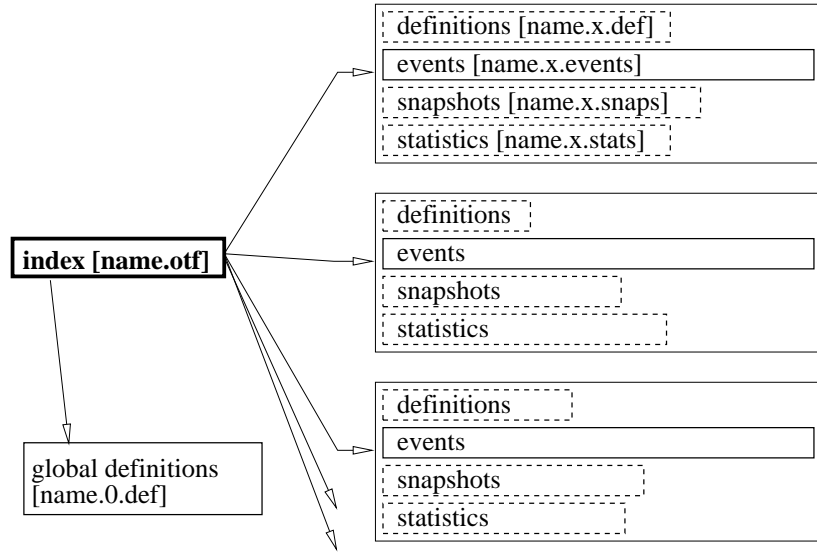 definitions [name.x.def]
events [name.x.events]
snapshots [name.x.snaps]
statistics [name.x.stats]
definitions
events
snapshots
statistics
index [name.otf]
definitions
events
snapshots
statistics
global definitions
[name.0.def]